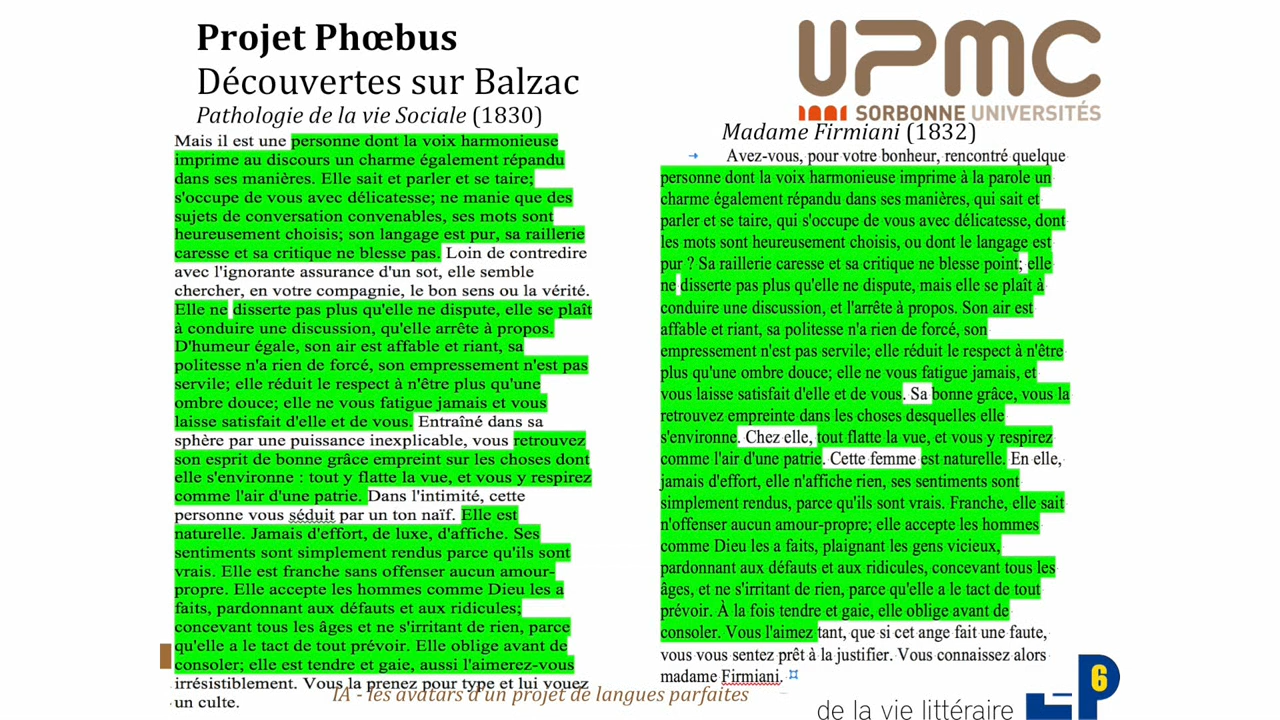 Projet Phœbus
Découvertes sur Balzac
Pathologie de la vie Sociale (1830)
Mais il est une personne dont la voix harmonieuse
imprime au discours un charme également répandu
dans ses manières. Elle sait et parler et se taire;
s'occupe de vous avec délicatesse; ne manie que des
sujets de conversation convenables, ses mots sont
heureusement choisis; son langage est pur, sa raillerie
caresse et sa critique ne blesse pas. Loin de contredire
avec l'ignorante assurance d'un sot, elle semble
chercher, en votre compagnie, le bon sens ou la vérité.
Elle ne disserte pas plus qu'elle ne dispute, elle se plaît
à conduire une discussion, qu'elle arrête à propos.
D'humeur égale, son air est affable et riant, sa
politesse n'a rien de forcé, son empressement n'est pas
servile; elle réduit le respect à n'être plus qu'une
ombre douce; elle ne vous fatigue jamais et vous
laisse satisfait d'elle et de vous. Entraîné dans sa
sphère par une puissance inexplicable, vous retrouvez
son esprit de bonne grâce empreint sur les choses dont
elle s'environne : tout y flatte la vue, et vous y respirez
comme l'air d'une patrie. Dans l'intimité, cette
personne vous séduit par un ton naïf. Elle est
naturelle. Jamais d'effort, de luxe, d'affiche. Ses
sentiments sont simplement rendus parce qu'ils sont
vrais. Elle est franche sans offenser aucun amour-
propre. Elle accepte les hommes comme Dieu les a
faits, pardonnant aux défauts et aux ridicules;
concevant tous les âges et ne s'irritant de rien, parce
qu'elle a le tact de tout prévoir. Elle oblige avant de
consoler; elle est tendre et gaie, aussi l'aimerez-vous
irrésistiblement. Vous la prenez pour type et lui vouez
un culte.
UPMC
SORBONNE UNIVERSITÉS
Madame Firmiani (1832)
Avez-vous, pour votre bonheur, rencontré quelque
personne dont la voix harmonieuse imprime à la parole un
charme également répandu dans ses manières, qui sait et
parler et se taire, qui s'occupe de vous avec délicatesse, dont
les mots sont heureusement choisis, ou dont le langage est
pur ? Sa raillerie caresse et sa critique ne blesse point; elle
ne disserte pas plus qu'elle ne dispute, mais elle se plaît à
conduire une discussion, et l'arrête à propos. Son air est
affable et riant, sa politesse n'a rien de forcé, son
empressement n'est pas servile; elle réduit le respect à n'être
plus qu'une ombre douce; elle ne vous fatigue jamais, et
vous laisse satisfait d'elle et de vous. Sa bonne grâce, vous la
retrouvez empreinte dans les choses desquelles elle
s'environne. Chez elle, tout flatte la vue, et vous y respirez
comme l'air d'une patrie. Cette femme est naturelle. En elle,
jamais d'effort, elle n'affiche rien, ses sentiments sont
simplement rendus, parce qu'ils sont vrais. Franche, elle sait
n'offenser aucun amour-propre; elle accepte les hommes
comme Dieu les a faits, plaignant les gens vicieux,
pardonnant aux défauts et aux ridicules, concevant tous les
âges, et ne s'irritant de rien, parce qu'elle a le tact de tout
prévoir. À la fois tendre et gaie, elle oblige avant de
consoler. Vous l'aimez tant, que si cet ange fait une faute,
vous vous sentez prêt à la justifier. Vous connaissez alors
madame Firmiani.
IA - les avatars d'un projet de langues parfaites
de la vie littéraire
6